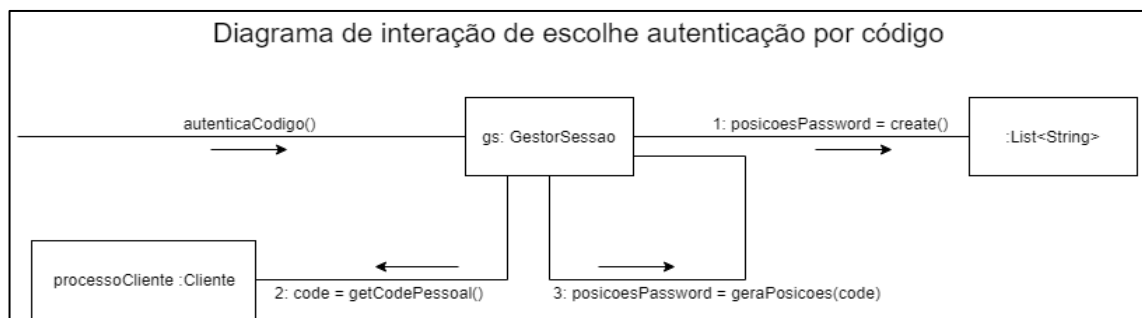 Diagrama de interação de escolhe autenticação por código
autenticaCodigo()
gs: GestorSessao
1: posicoesPassword = create()
:List<String>
processoCliente :Cliente
2: code = getCodePessoal()
3: posicoesPassword = geraPosicoes(code)